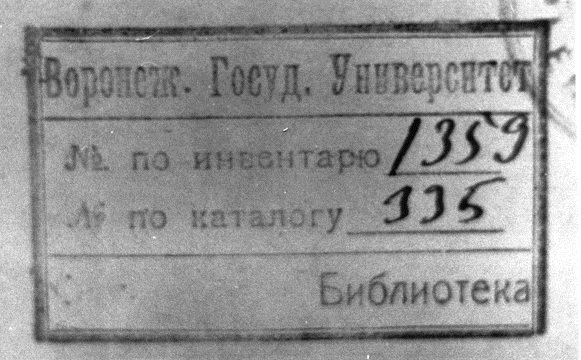 Воронеж. Госуд. Университет
№ по инвентарю 1359
№ по каталогу 335
Библиотека